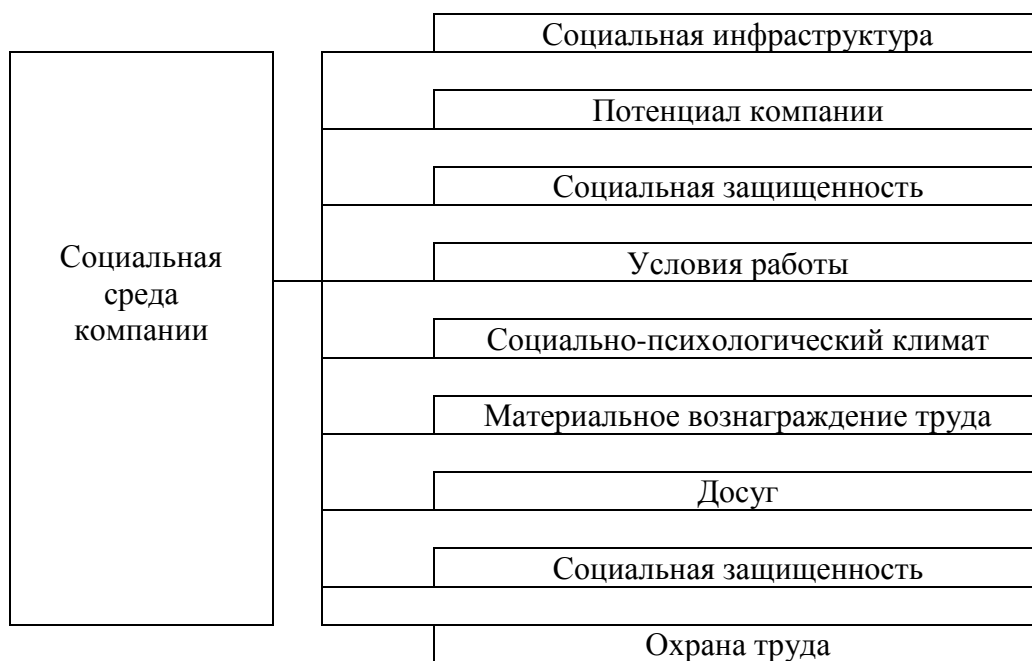 Социальная инфраструктура
Потенциал компании
Социальная защищенность
Социальная
среда
компании
Условия работы
Социально-психологический климат
Материальное вознаграждение труда
Досуг
Социальная защищенность
Охрана труда